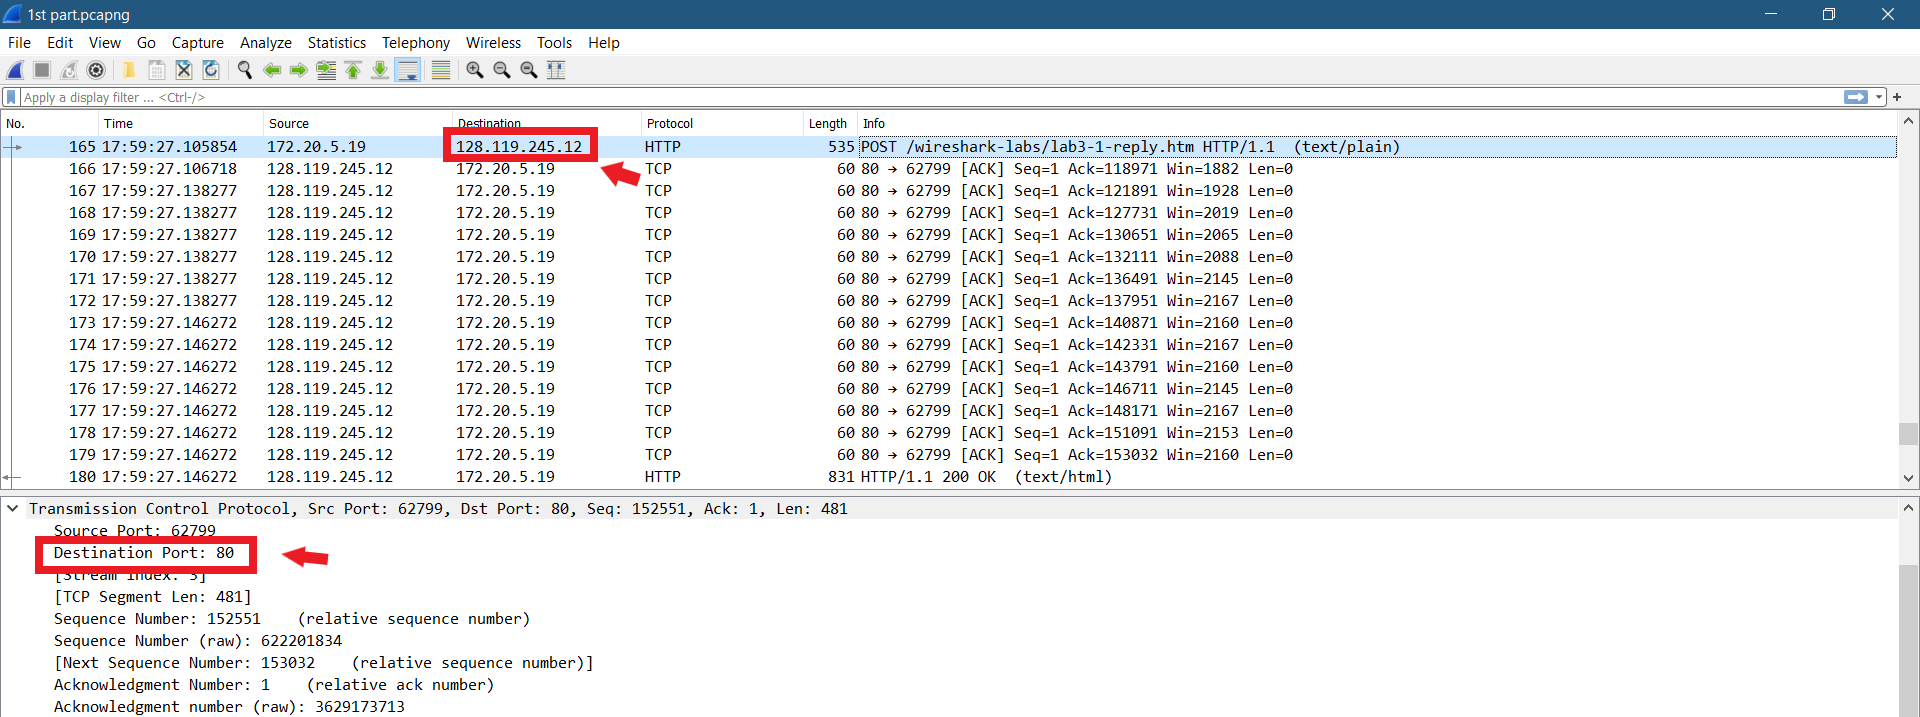 1st part.pcapng
File Edit View Go Capture Analyze Statistics Telephony Wireless Tools Help
Apply a display filter ... <Ctrl-/>
No. Time Source Destination Protocol Length Info
165 17:59:27.105854 172.20.5.19 128.119.245.12 HTTP 535 POST /wireshark-labs/lab3-1-reply.htm HTTP/1.1 (text/plain)
166 17:59:27.106718 128.119.245.12 172.20.5.19 TCP 60 80 → 62799 [ACK] Seq=1 Ack=118971 Win=1882 Len=0
167 17:59:27.138277 128.119.245.12 172.20.5.19 TCP 60 80 → 62799 [ACK] Seq=1 Ack=121891 Win=1928 Len=0
168 17:59:27.138277 128.119.245.12 172.20.5.19 TCP 60 80 → 62799 [ACK] Seq=1 Ack=127731 Win=2019 Len=0
169 17:59:27.138277 128.119.245.12 172.20.5.19 TCP 60 80 → 62799 [ACK] Seq=1 Ack=130651 Win=2065 Len=0
170 17:59:27.138277 128.119.245.12 172.20.5.19 TCP 60 80 → 62799 [ACK] Seq=1 Ack=132111 Win=2088 Len=0
171 17:59:27.138277 128.119.245.12 172.20.5.19 TCP 60 80 → 62799 [ACK] Seq=1 Ack=136491 Win=2145 Len=0
172 17:59:27.138277 128.119.245.12 172.20.5.19 TCP 60 80 → 62799 [ACK] Seq=1 Ack=137951 Win=2167 Len=0
173 17:59:27.146272 128.119.245.12 172.20.5.19 TCP 60 80 → 62799 [ACK] Seq=1 Ack=140871 Win=2160 Len=0
174 17:59:27.146272 128.119.245.12 172.20.5.19 TCP 60 80 → 62799 [ACK] Seq=1 Ack=142331 Win=2167 Len=0
175 17:59:27.146272 128.119.245.12 172.20.5.19 TCP 60 80 → 62799 [ACK] Seq=1 Ack=143791 Win=2160 Len=0
176 17:59:27.146272 128.119.245.12 172.20.5.19 TCP 60 80 → 62799 [ACK] Seq=1 Ack=146711 Win=2145 Len=0
177 17:59:27.146272 128.119.245.12 172.20.5.19 TCP 60 80 → 62799 [ACK] Seq=1 Ack=148171 Win=2167 Len=0
178 17:59:27.146272 128.119.245.12 172.20.5.19 TCP 60 80 → 62799 [ACK] Seq=1 Ack=151091 Win=2153 Len=0
179 17:59:27.146272 128.119.245.12 172.20.5.19 TCP 60 80 → 62799 [ACK] Seq=1 Ack=153032 Win=2160 Len=0
180 17:59:27.146272 128.119.245.12 172.20.5.19 HTTP 831 HTTP/1.1 200 OK (text/html)
Transmission Control Protocol, Src Port: 62799, Dst Port: 80, Seq: 152551, Ack: 1, Len: 481
Source Port: 62799
Destination Port: 80
[Stream index: 3]
[TCP Segment Len: 481]
Sequence Number: 152551 (relative sequence number)
Sequence Number (raw): 622201834
[Next Sequence Number: 153032 (relative sequence number)]
Acknowledgment Number: 1 (relative ack number)
Acknowledgment number (raw): 3629173713